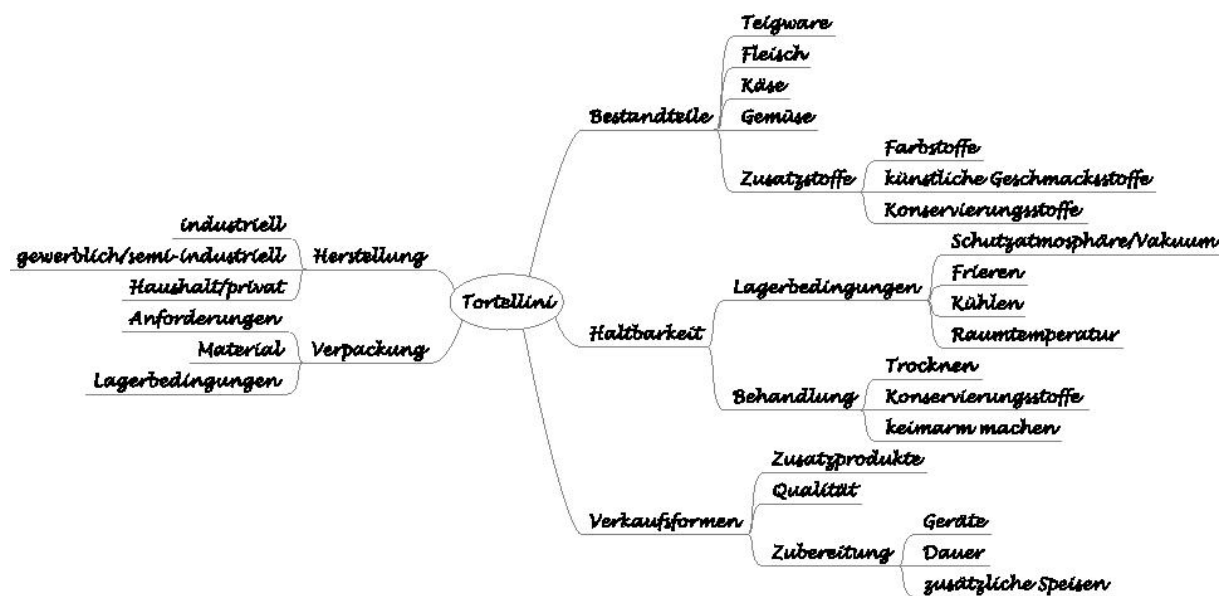 Tortellini
Bestandteile
Teigware
Fleisch
Käse
Gemüse
Zusatzstoffe
Farbstoffe
künstliche Geschmacksstoffe
Konservierungsstoffe
Haltbarkeit
Lagerbedingungen
Schutzatmosphäre/Vakuum
Frieren
Kühlen
Raumtemperatur
Behandlung
Trocknen
Konservierungsstoffe
keimarm machen
Verkaufsformen
Zusatzprodukte
Qualität
Zubereitung
Geräte
Dauer
zusätzliche Speisen
Herstellung
industriell
gewerblich/semi-industriell
Haushalt/privat
Verpackung
Anforderungen
Material
Lagerbedingungen